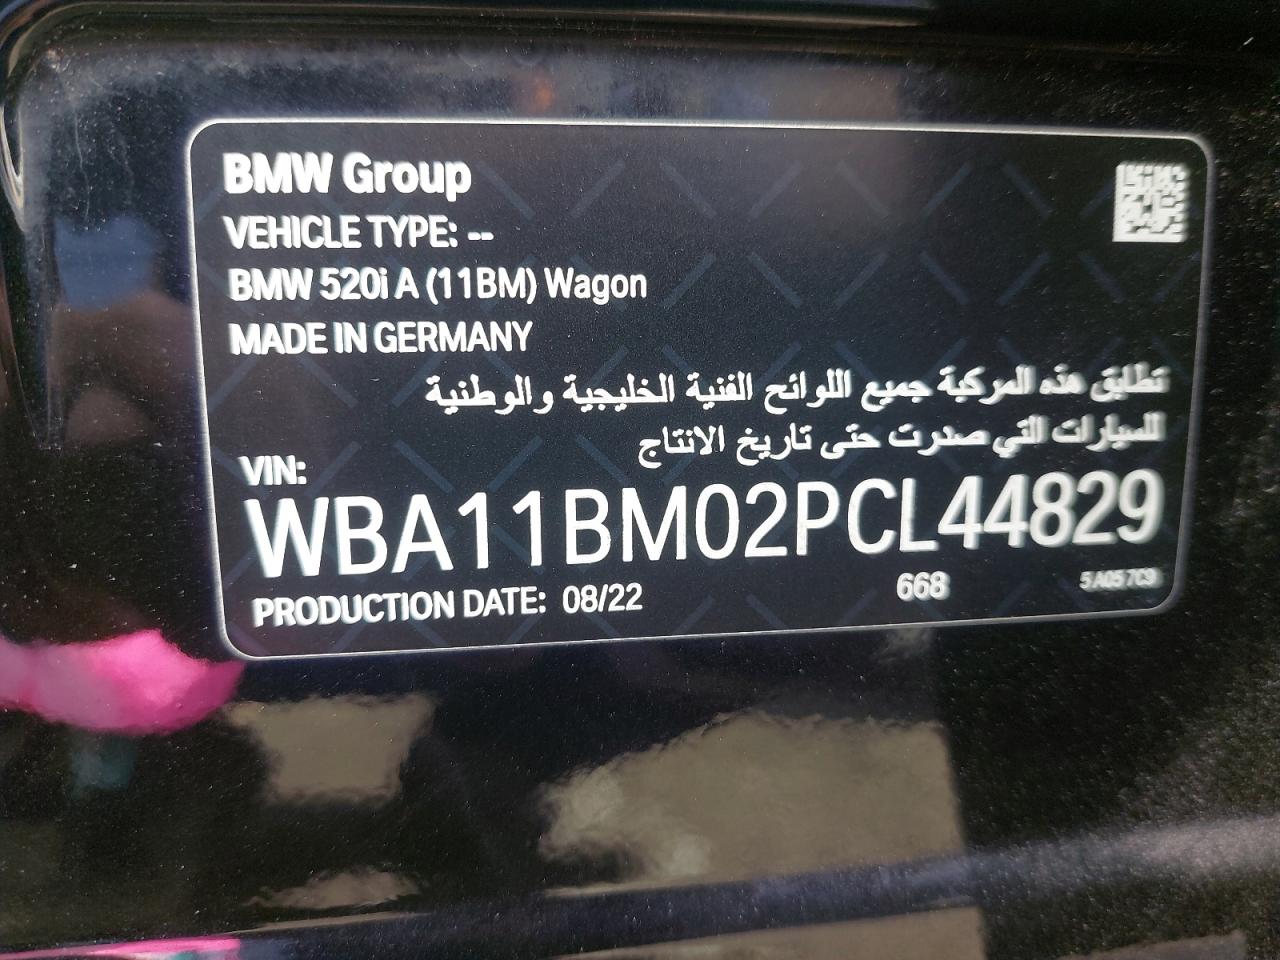 BMW Group
VEHICLE TYPE: --
BMW 520i A (11BM) Wagon
MADE IN GERMANY
تطابق هذه المركبة جميع اللوائح الفنية الخليجية والوطنية
للسيارات التي صدرت حتى تاريخ الانتاج
VIN:
WBA11BM02PCL44829
PRODUCTION DATE: 08/22 668 5A057C9